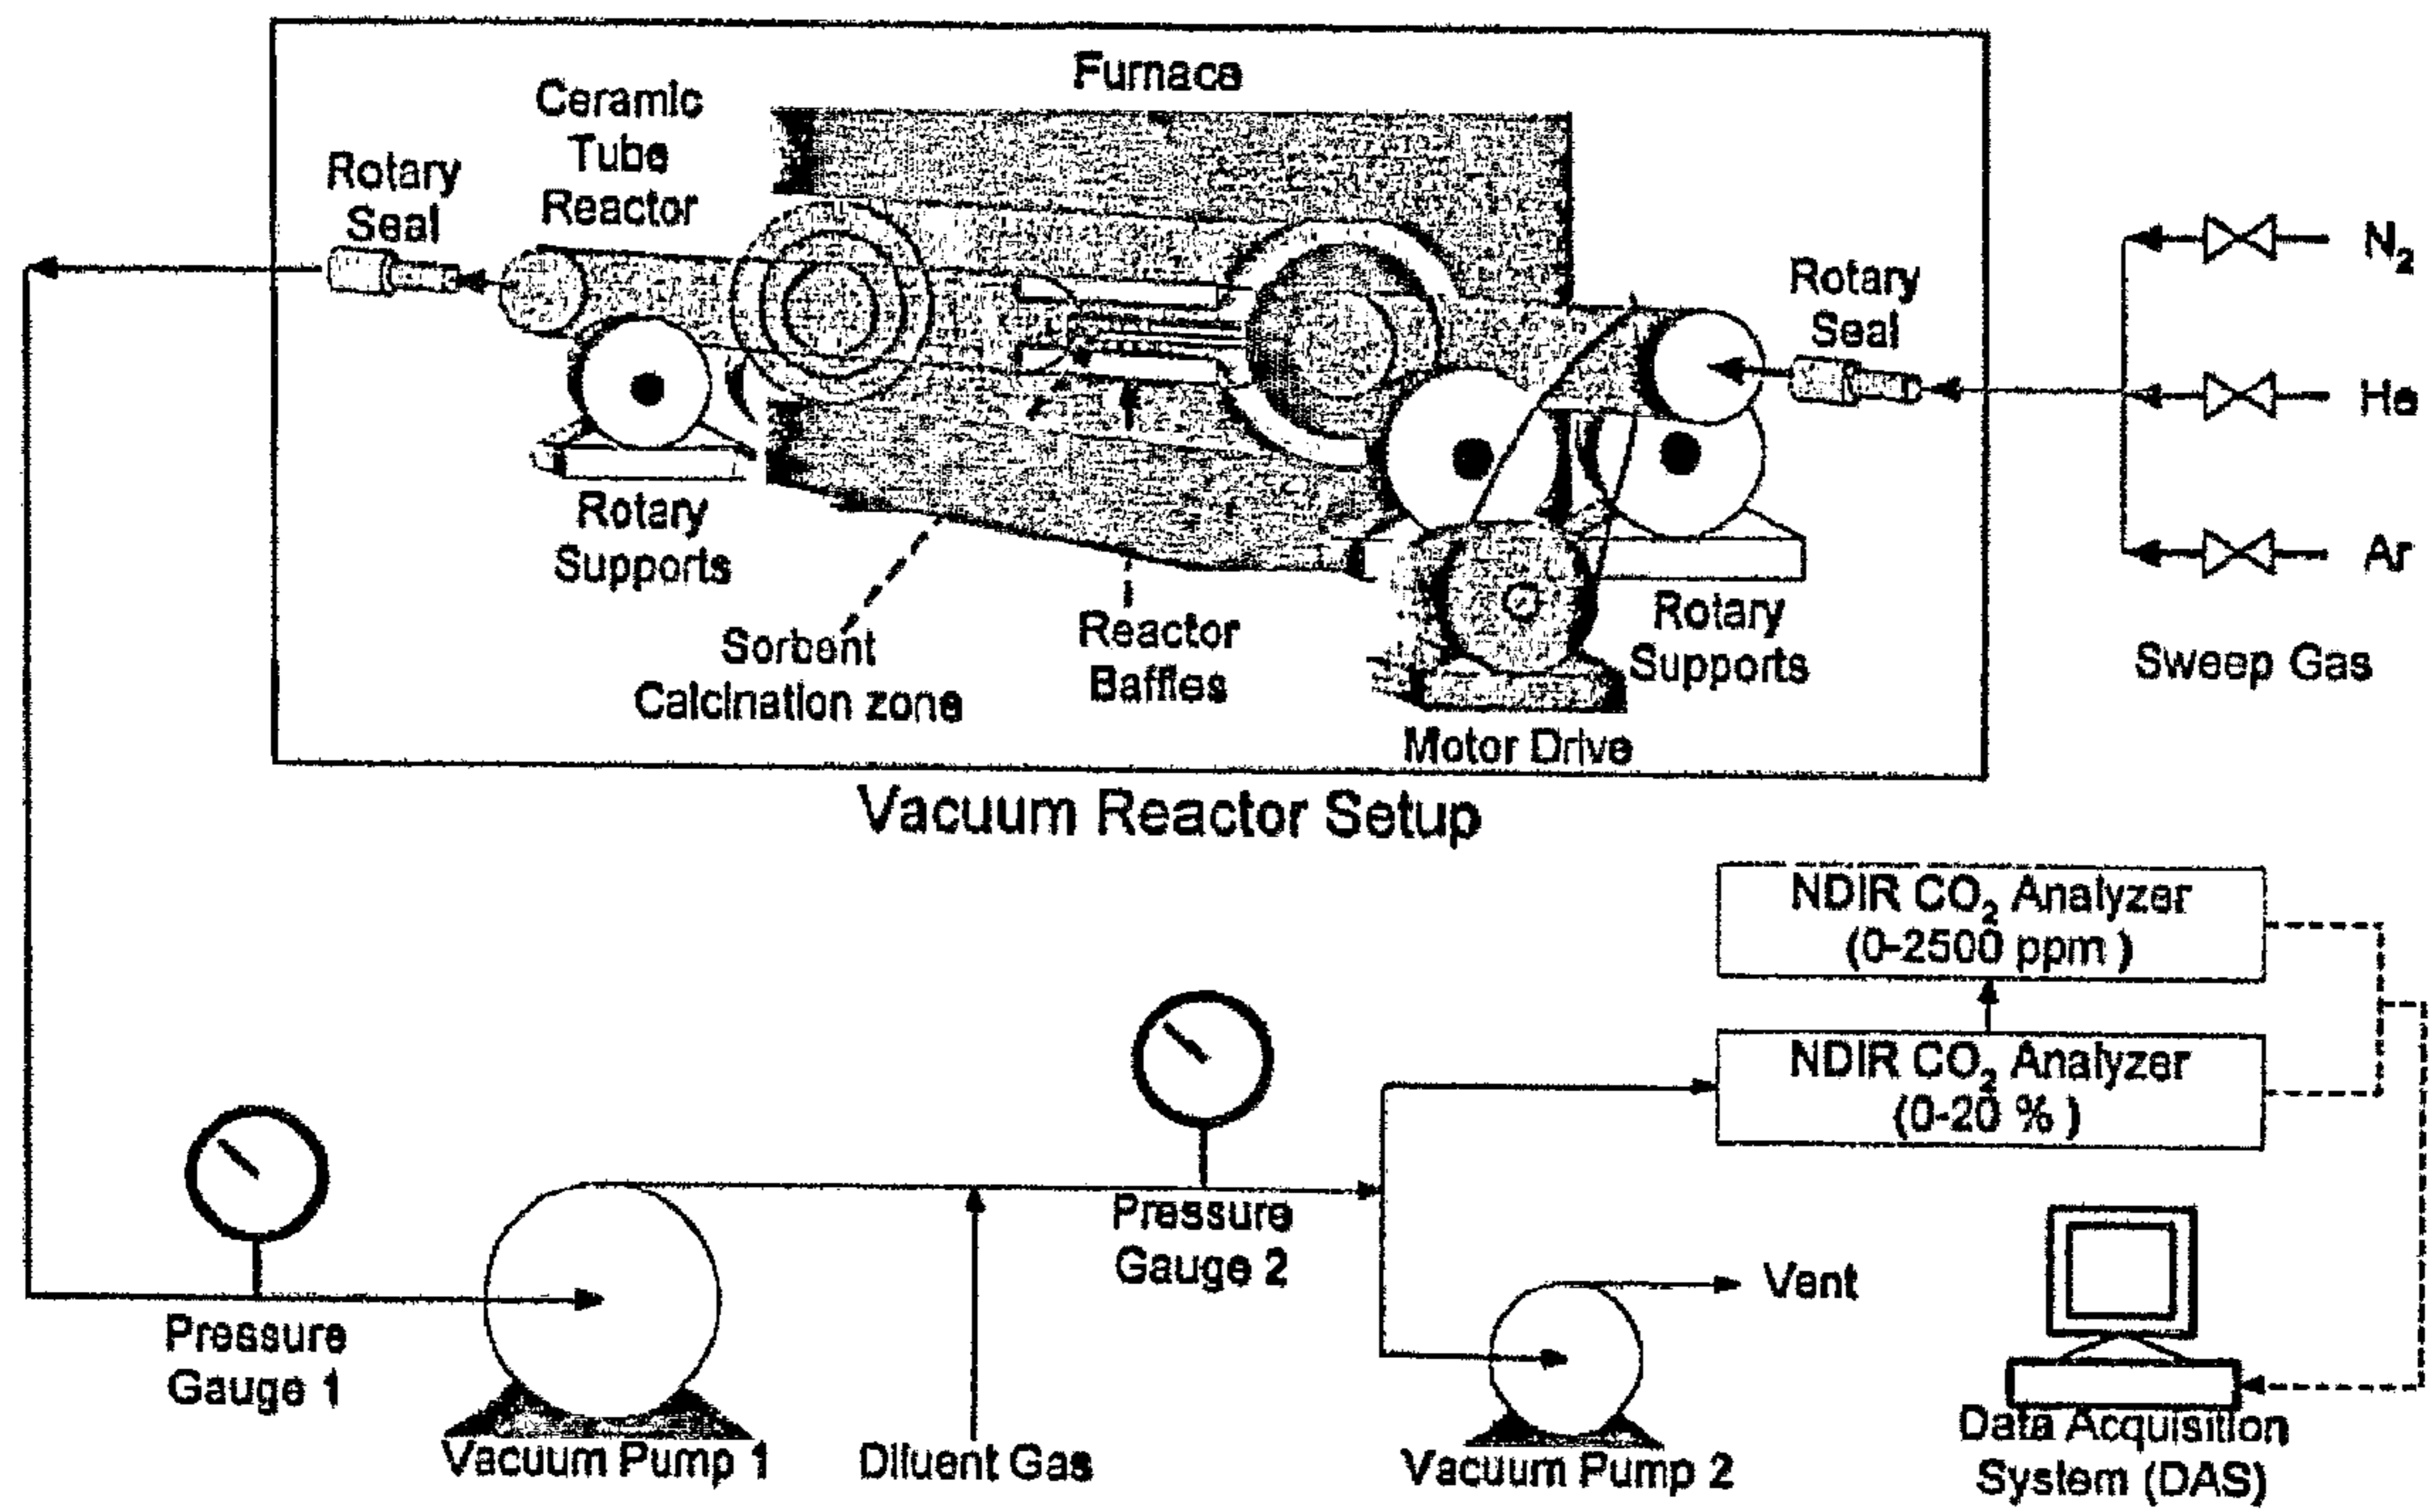 Furnace
Ceramic
Tube
Reactor
Rotary
Seal
Rotary
Seal
N₂
He
Ar
Sweep Gas
Rotary
Supports
Sorbent
Calcination zone
Reactor
Baffles
Rotary
Supports
Motor Drive
Vacuum Reactor Setup
NDIR CO₂ Analyzer
(0-2500 ppm )
NDIR CO₂ Analyzer
(0-20 % )
Pressure
Gauge 1
Vacuum Pump 1
Diluent Gas
Pressure
Gauge 2
Vent
Vacuum Pump 2
Data Acquisition
System (DAS)